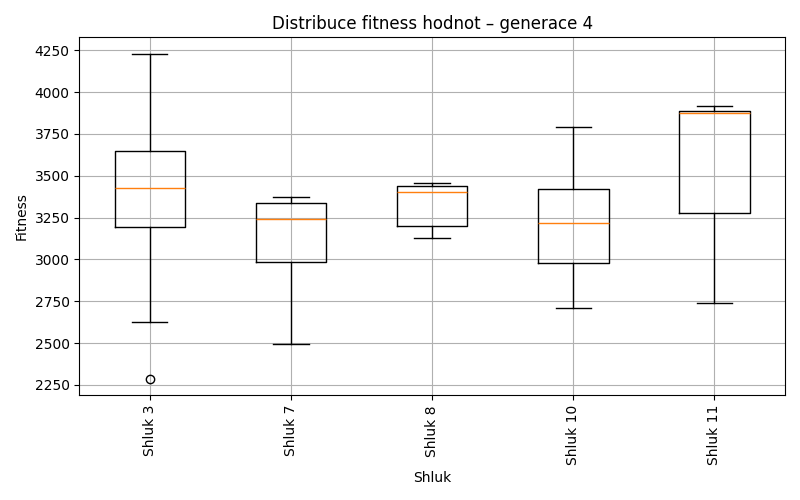 Distribuce fitness hodnot – generace 4
Fitness
4250
4000
3750
3500
3250
3000
2750
2500
2250
Shluk 3
Shluk 7
Shluk 8
Shluk 10
Shluk 11
Shluk